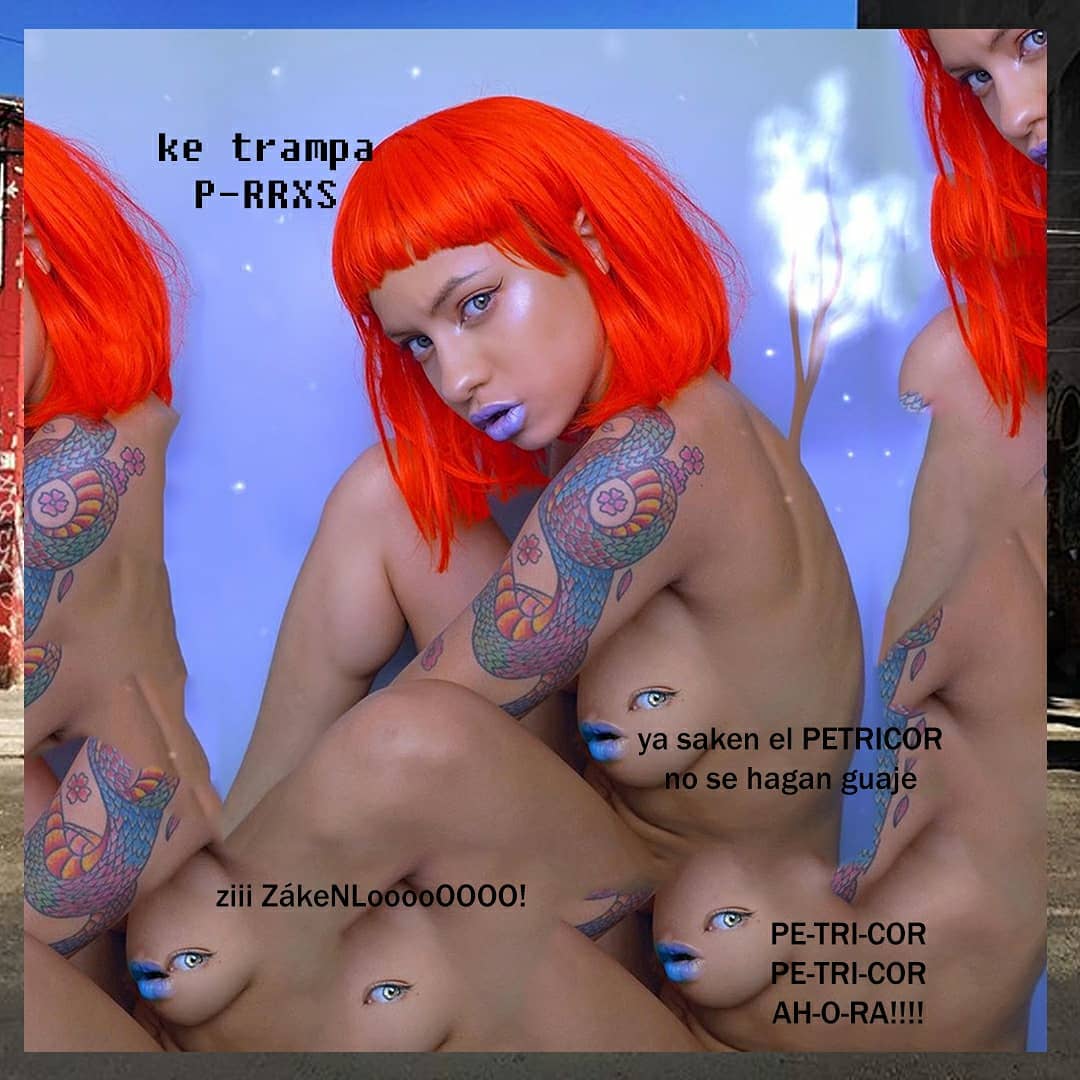 ke trampa
P-RRXS
ya saken el PETRICOR
no se hagan guaje
ziii ZákeNLooooOOOO!
PE-TRI-COR
PE-TRI-COR
AH-O-RA!!!!